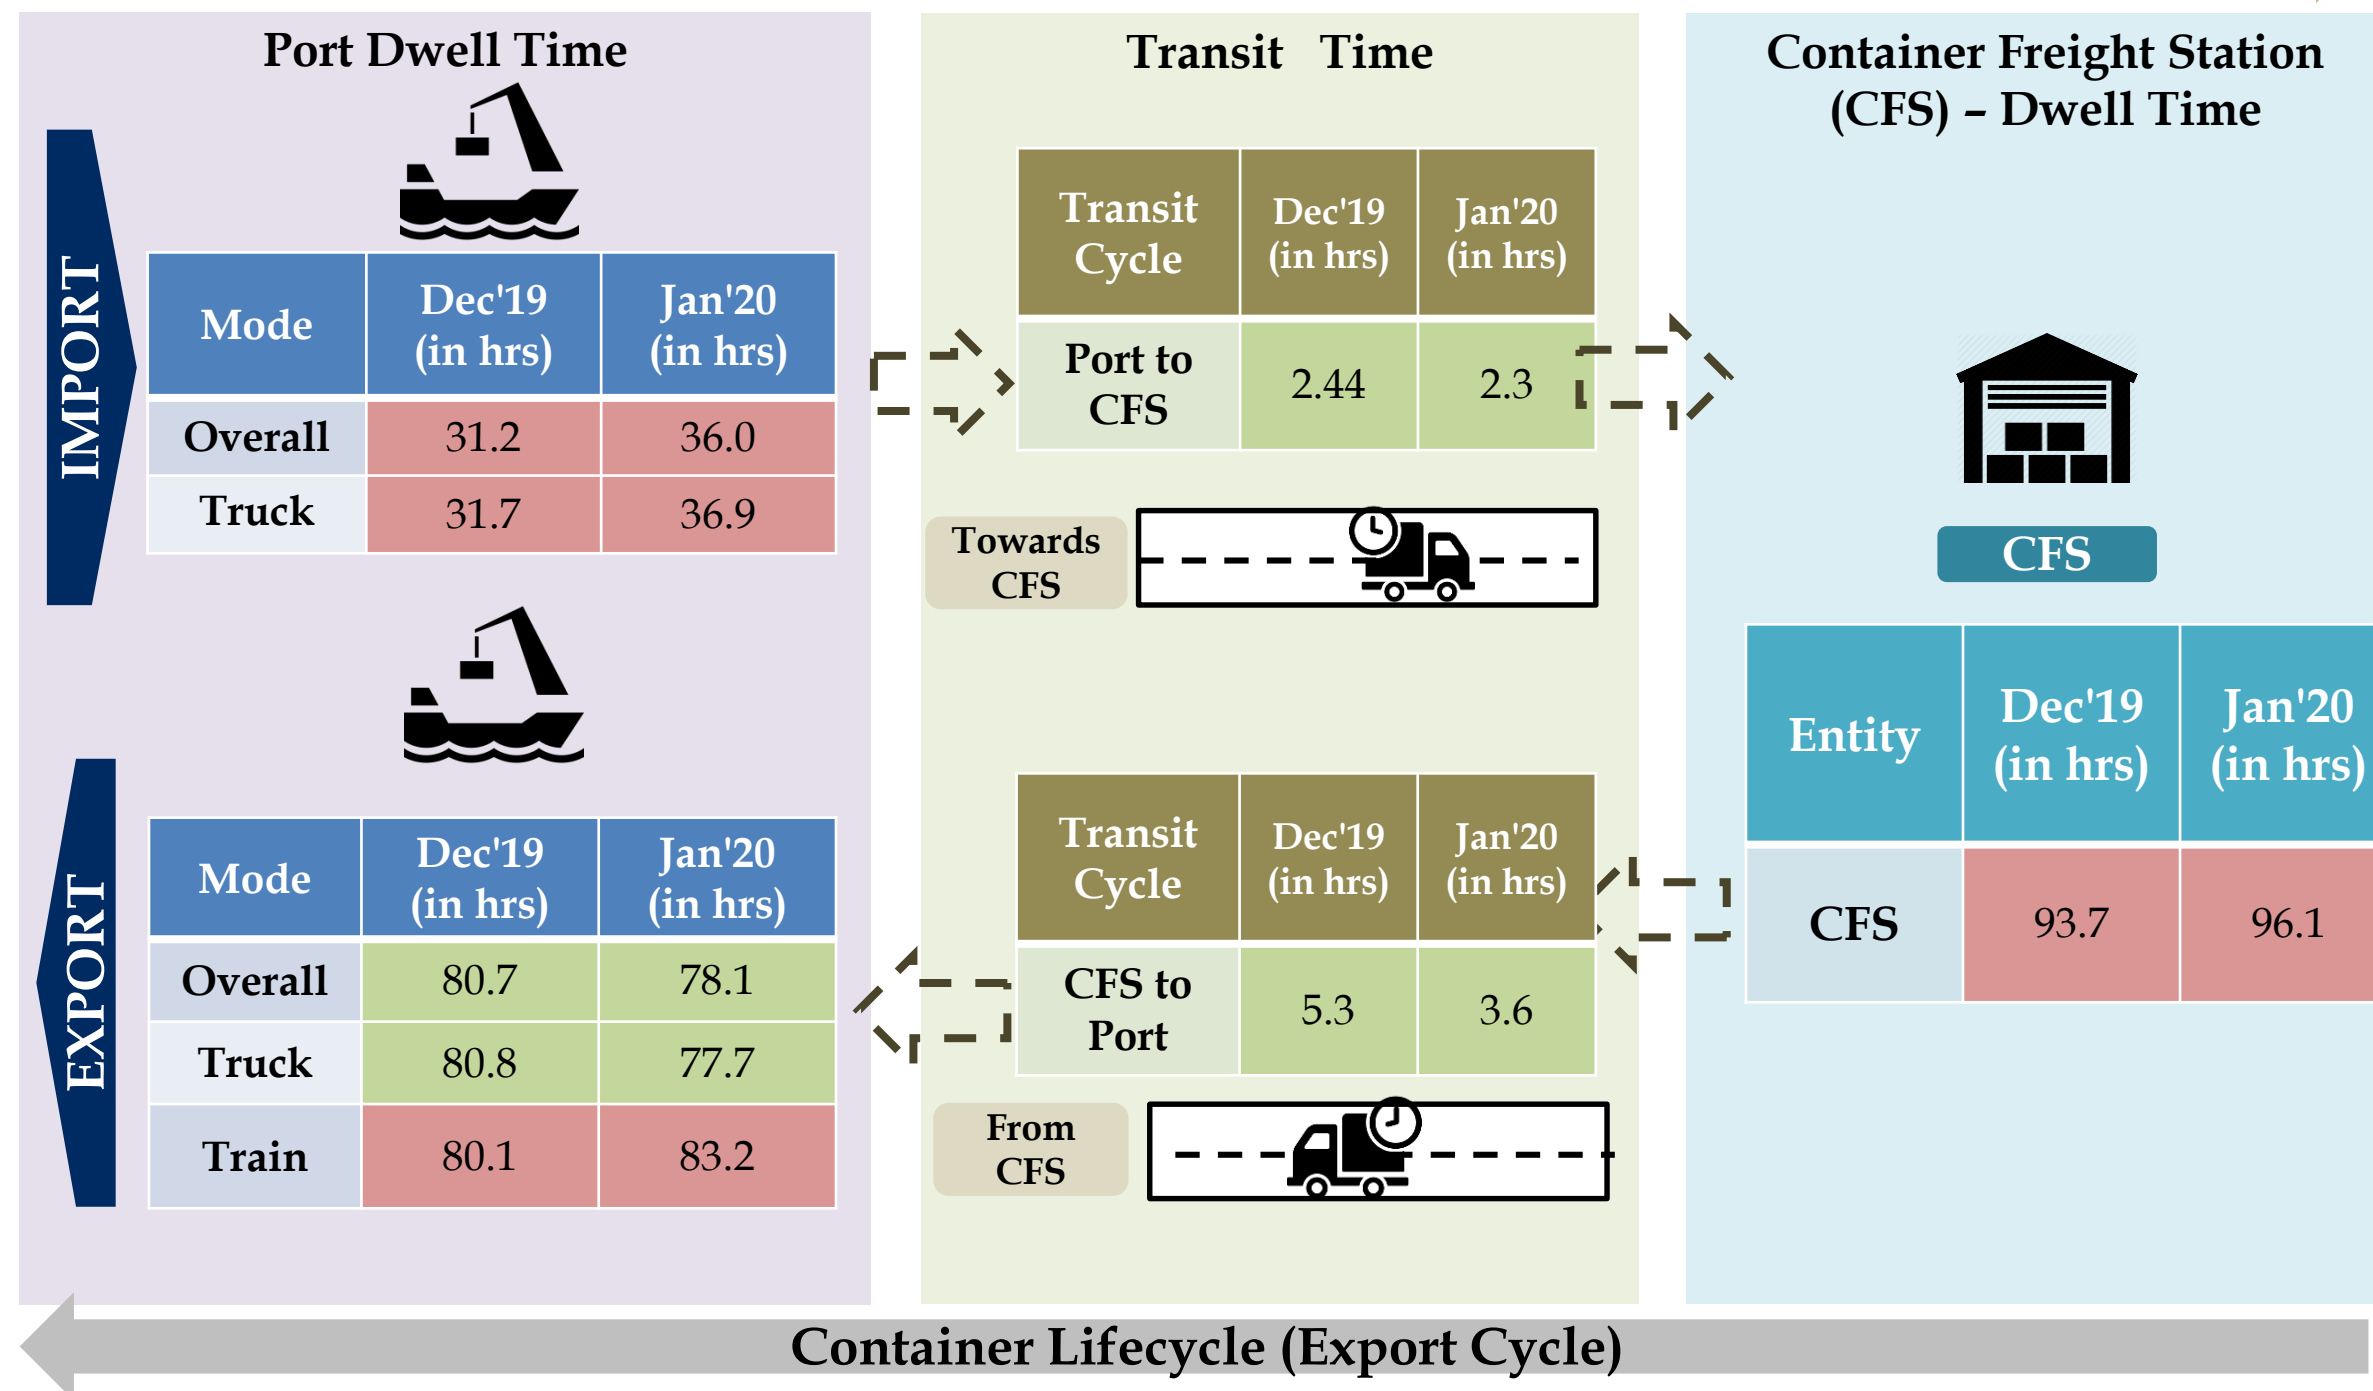 Port Dwell Time
IMPORT
Mode Dec'19 (in hrs) Jan'20 (in hrs)
Overall 31.2 36.0
Truck 31.7 36.9
EXPORT
Mode Dec'19 (in hrs) Jan'20 (in hrs)
Overall 80.7 78.1
Truck 80.8 77.7
Train 80.1 83.2
Transit Time
Transit Cycle Dec'19 (in hrs) Jan'20 (in hrs)
Port to CFS 2.44 2.3
Towards
CFS
Transit Cycle Dec'19 (in hrs) Jan'20 (in hrs)
CFS to Port 5.3 3.6
From
CFS
Container Freight Station
(CFS) – Dwell Time
CFS
Entity Dec'19 (in hrs) Jan'20 (in hrs)
CFS 93.7 96.1
Container Lifecycle (Export Cycle)